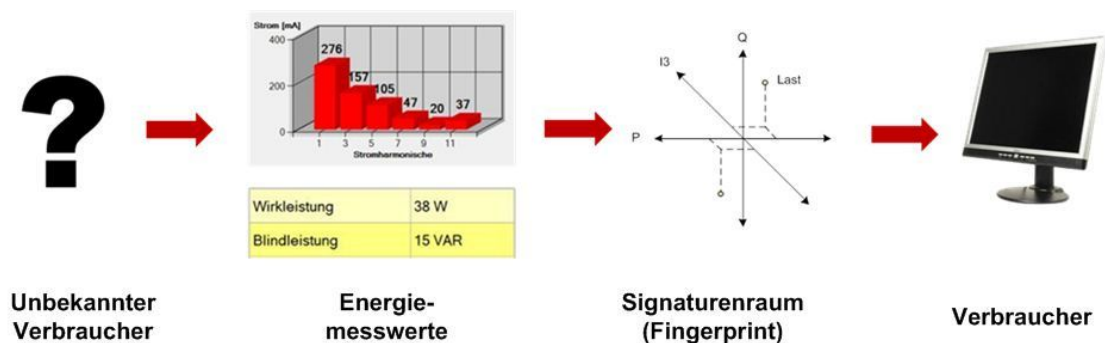 ?
Strom [mA]
400
200
0
276
157
105
47
20
37
1 3 5 7 9 11
Stromharmonische
Wirkleistung 38 W
Blindleistung 15 VAR
Q
I3
Last
P
Unbekannter
Verbraucher
Energie-
messwerte
Signaturenraum
(Fingerprint)
Verbraucher